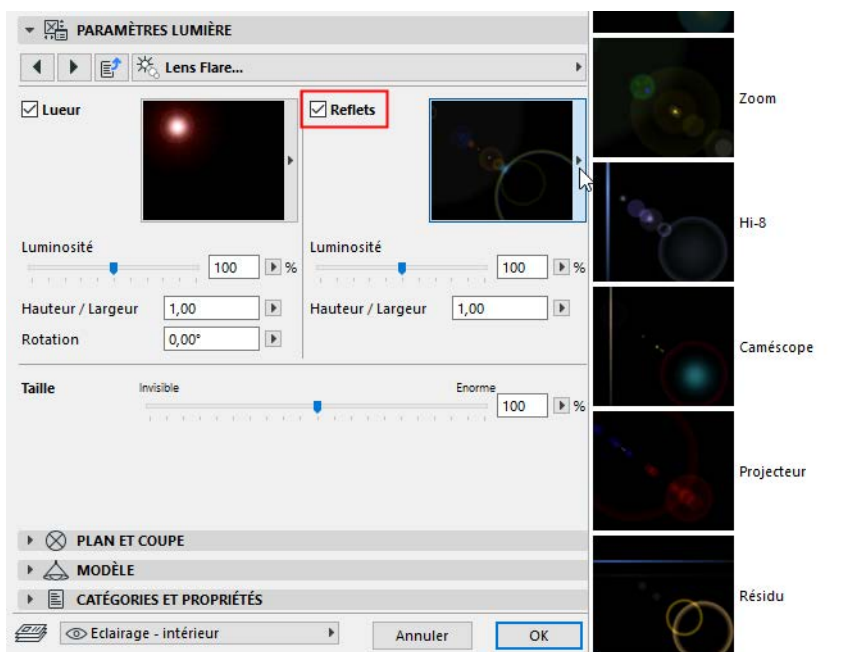 PARAMÈTRES LUMIÈRE
Lens Flare...
Lueur
Reflets
Luminosité
100 %
Luminosité
100 %
Hauteur / Largeur 1,00
Hauteur / Largeur 1,00
Rotation 0,00°
Taille
Invisible
Enorme
100 %
PLAN ET COUPE
MODÈLE
CATÉGORIES ET PROPRIÉTÉS
Eclairage - intérieur
Annuler
OK
Zoom
Hi-8
Caméscope
Projecteur
Résidu